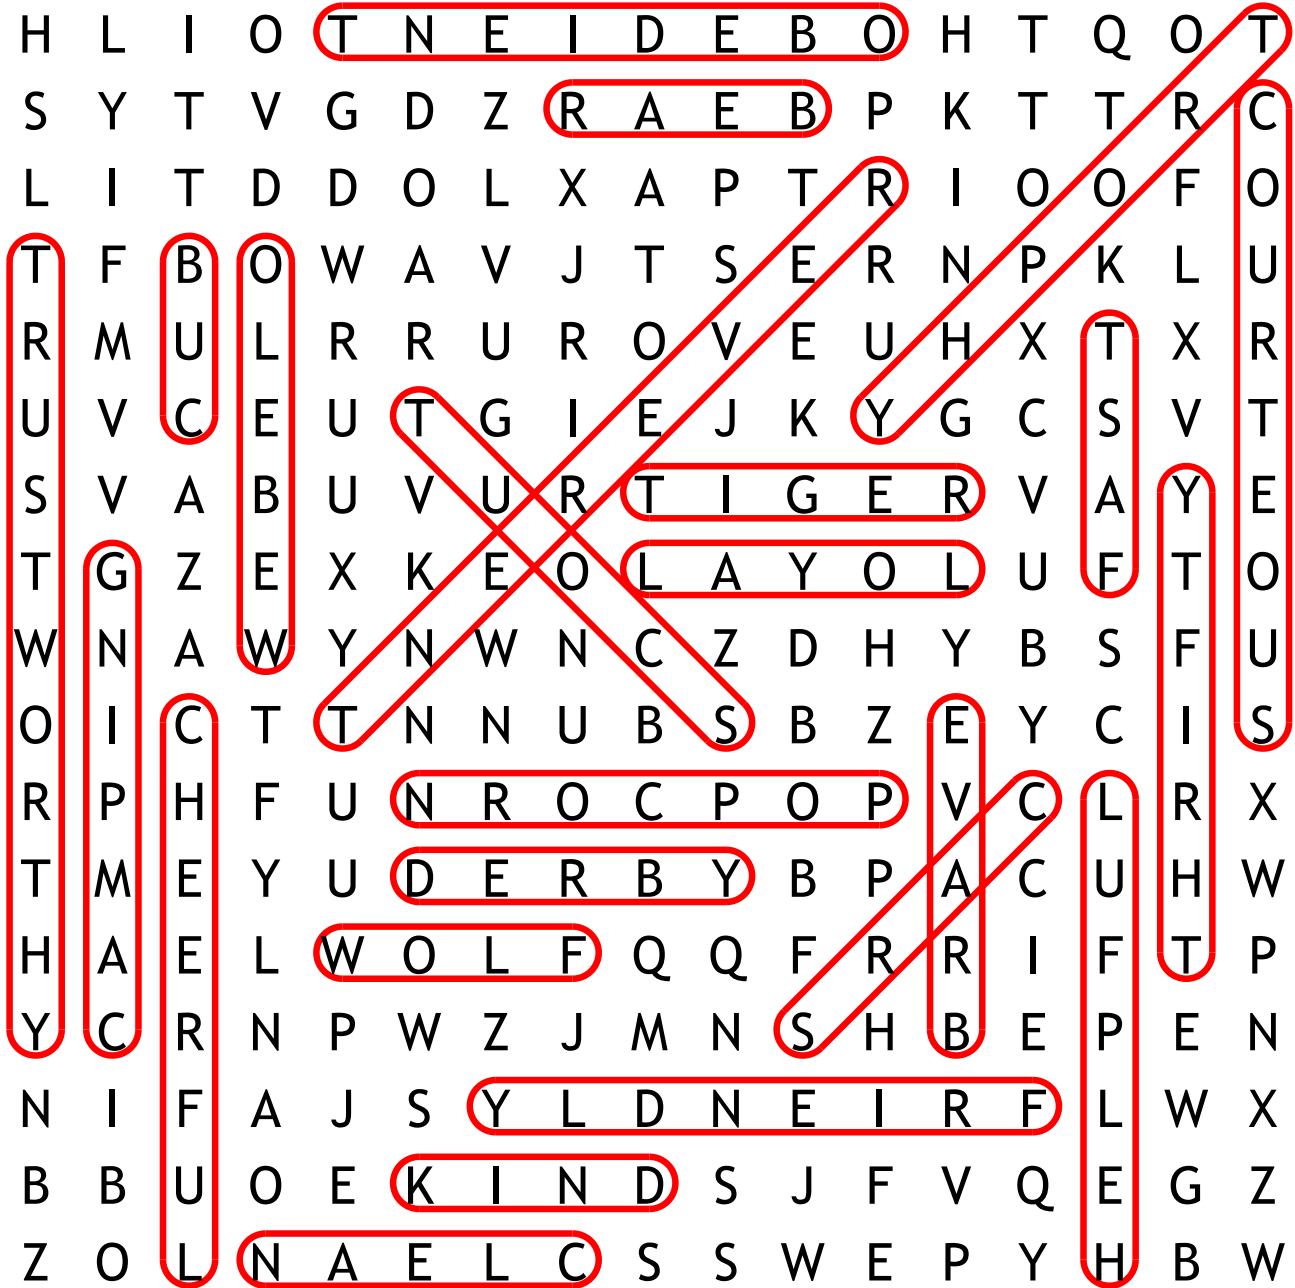 H L I O T N E I D E B O H T Q O T
S Y T V G D Z R A E B P K T T R C
L I T D D O L X A P T R I O O F O
T F B O W A V J T S E R N P K L U
R M U L R R U R O V E U H X T X R
U V C E U T G I E J K Y G C S V T
S V A B U V U R T I G E R V A Y E
T G Z E X K E O L A Y O L U F T O
W N A W Y N W N C Z D H Y B S F U
O I C T T N N U B S B Z E Y C I S
R P H F U N R O C P O P V C L R X
T M E Y U D E R B Y B P A C U H W
H A E L W O L F Q Q F R R I F T P
Y C R N P W Z J M N S H B E P E N
N I F A J S Y L D N E I R F L W X
B B U O E K I N D S J F V Q E G Z
Z O L N A E L C S S W E P Y H B W